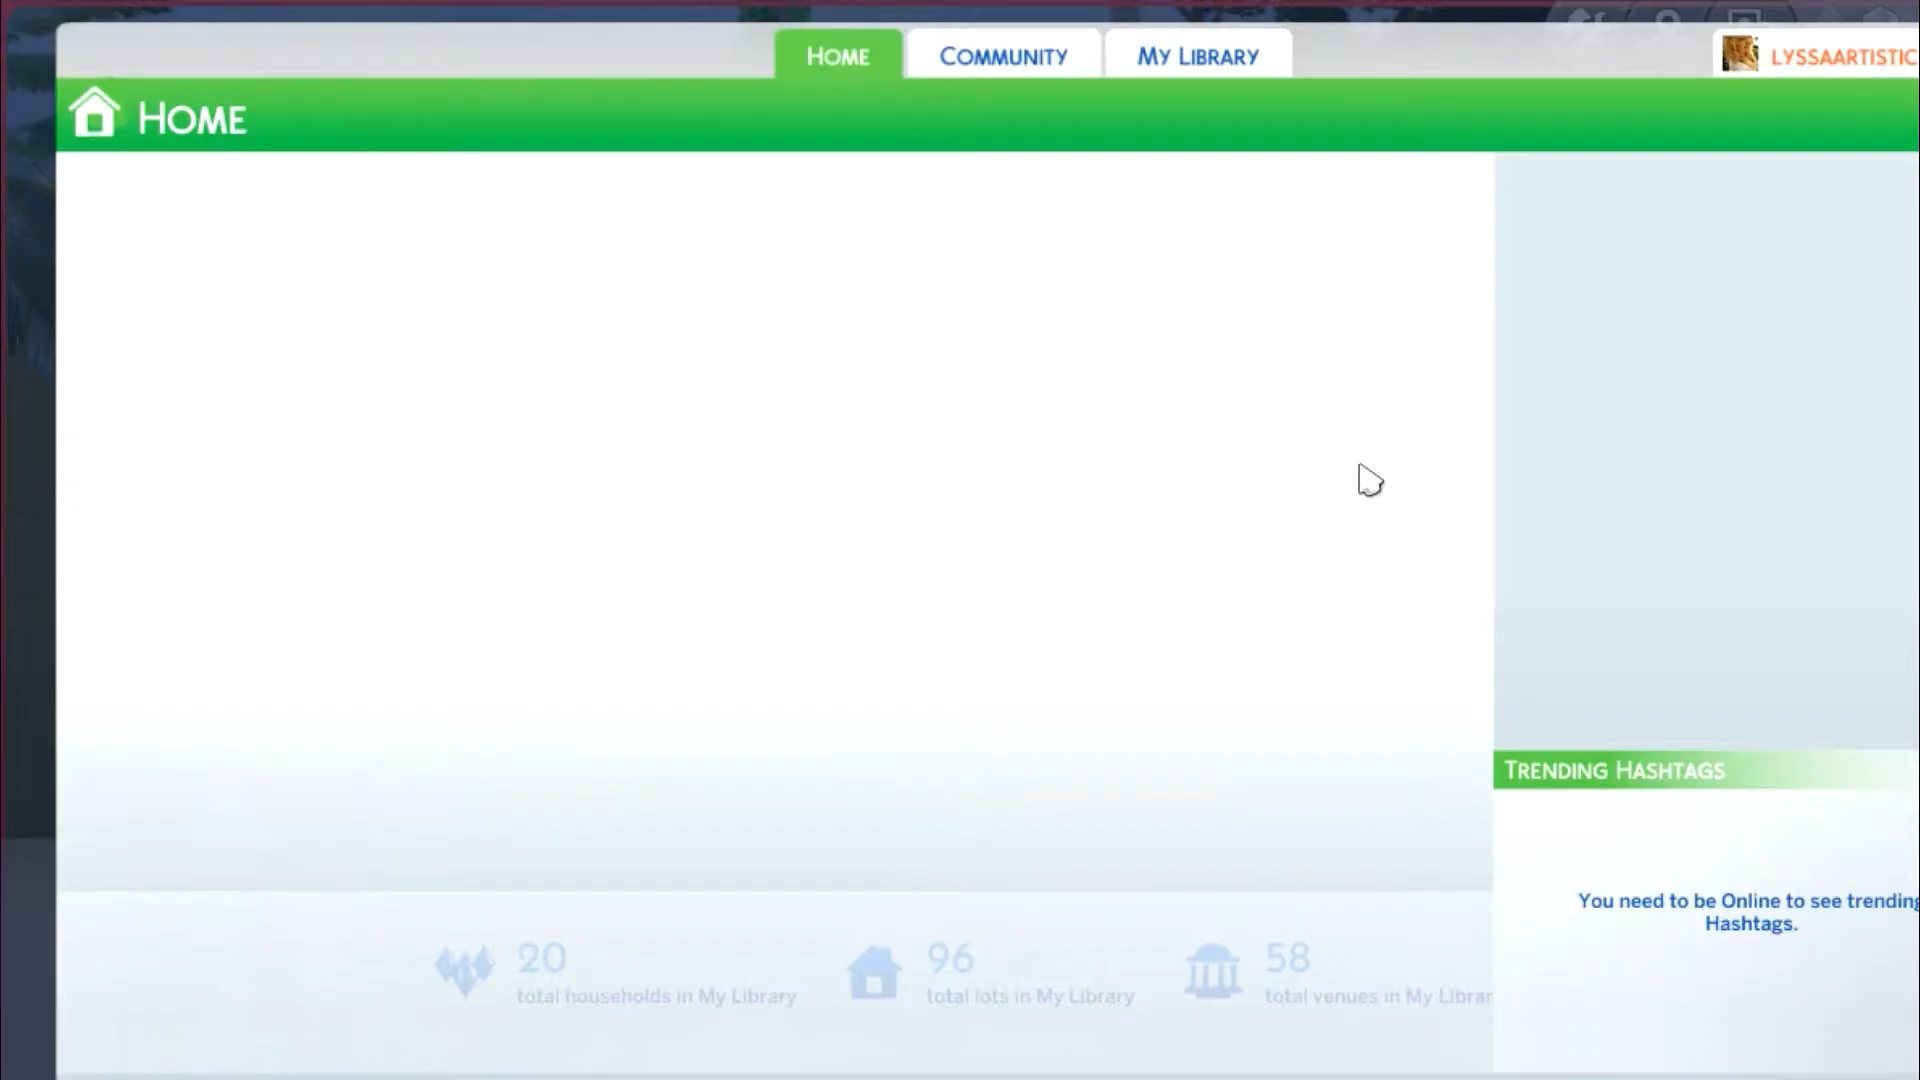 HOME
COMMUNITY
MY LIBRARY
LYSSAARTISTIC
HOME
TRENDING HASHTAGS
You need to be Online to see trending
Hashtags.
20
total households in My Library
96
total lots in My Library
58
total venues in My Librar